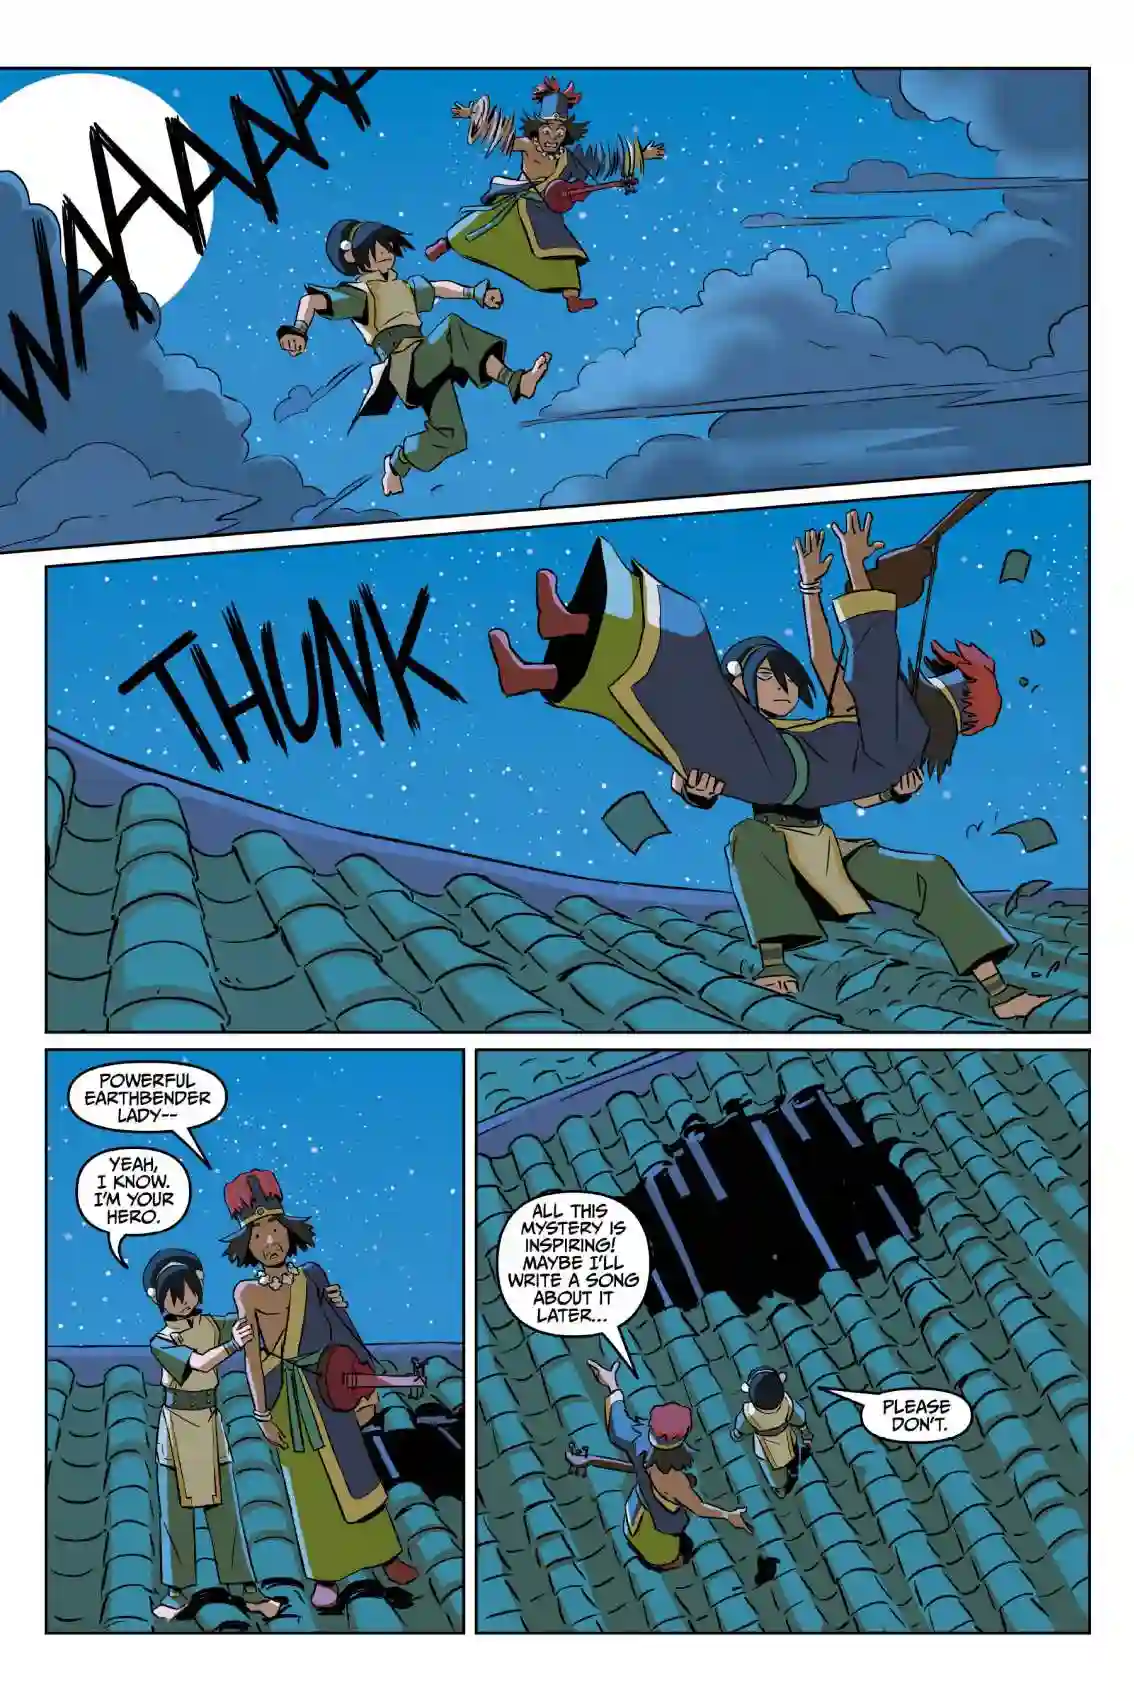 WAAAAAAA
THUNK
POWERFUL
EARTHBENDER
LADY--
YEAH,
I KNOW.
I'M YOUR
HERO.
ALL THIS
MYSTERY IS
INSPIRING!
MAYBE I'LL
WRITE A SONG
ABOUT IT
LATER...
PLEASE
DON'T.